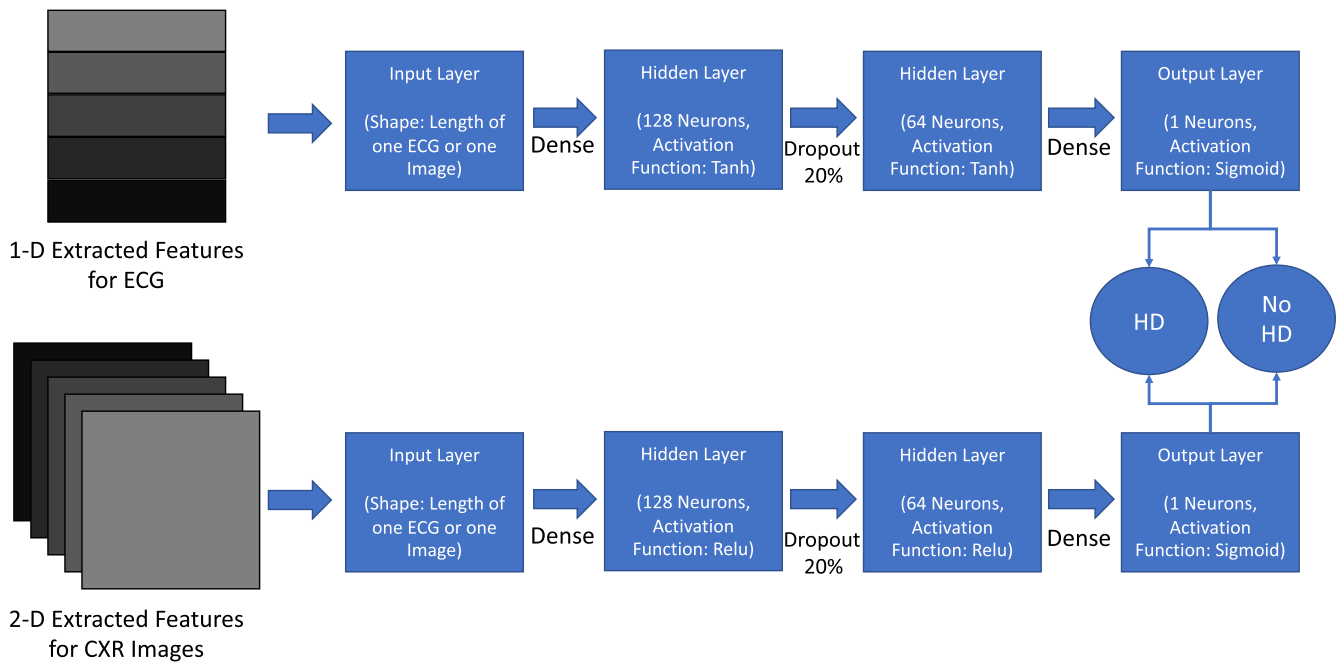 1-D Extracted Features
for ECG
Input Layer
(Shape: Length of
one ECG or one
Image)
Dense
Hidden Layer
(128 Neurons,
Activation
Function: Tanh)
Dropout
20%
Hidden Layer
(64 Neurons,
Activation
Function: Tanh)
Dense
Output Layer
(1 Neurons,
Activation
Function: Sigmoid)
HD
No
HD
2-D Extracted Features
for CXR Images
Input Layer
(Shape: Length of
one ECG or one
Image)
Dense
Hidden Layer
(128 Neurons,
Activation
Function: Relu)
Dropout
20%
Hidden Layer
(64 Neurons,
Activation
Function: Relu)
Dense
Output Layer
(1 Neurons,
Activation
Function: Sigmoid)